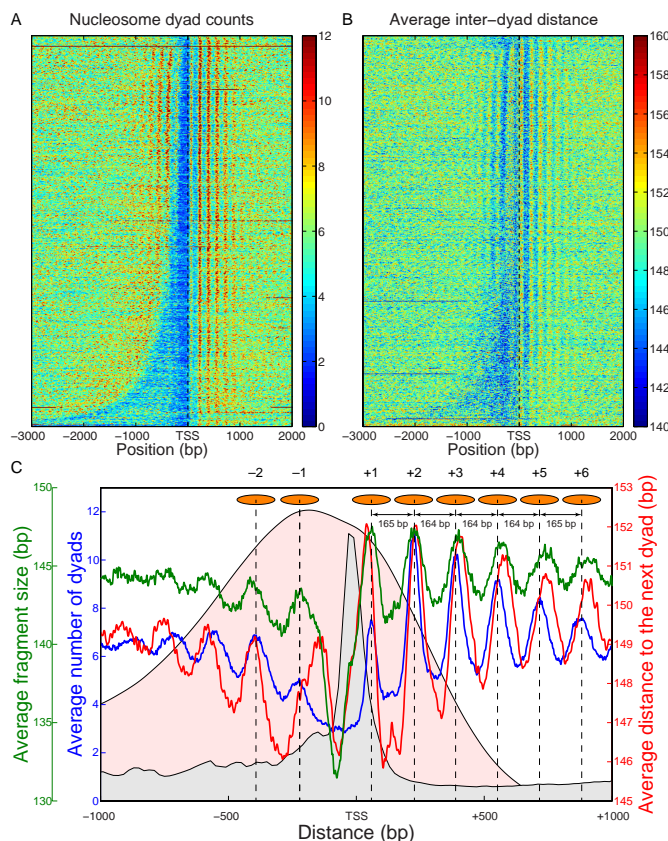 A
Nucleosome dyad counts
12
10
8
6
4
2
0
−3000 −2000 −1000 TSS 1000 2000
Position (bp)
B
Average inter−dyad distance
160
158
156
154
152
150
148
146
144
142
140
−3000 −2000 −1000 TSS 1000 2000
Position (bp)
C
−2 −1 +1 +2 +3 +4 +5 +6
165 bp 164 bp 164 bp 164 bp 165 bp
Average fragment size (bp)
150
145
140
135
130
Average number of dyads
12
10
8
6
4
2
0
Average distance to the next dyad (bp)
153
152
151
150
149
148
147
146
145
−1000 −500 TSS +500 +1000
Distance (bp)